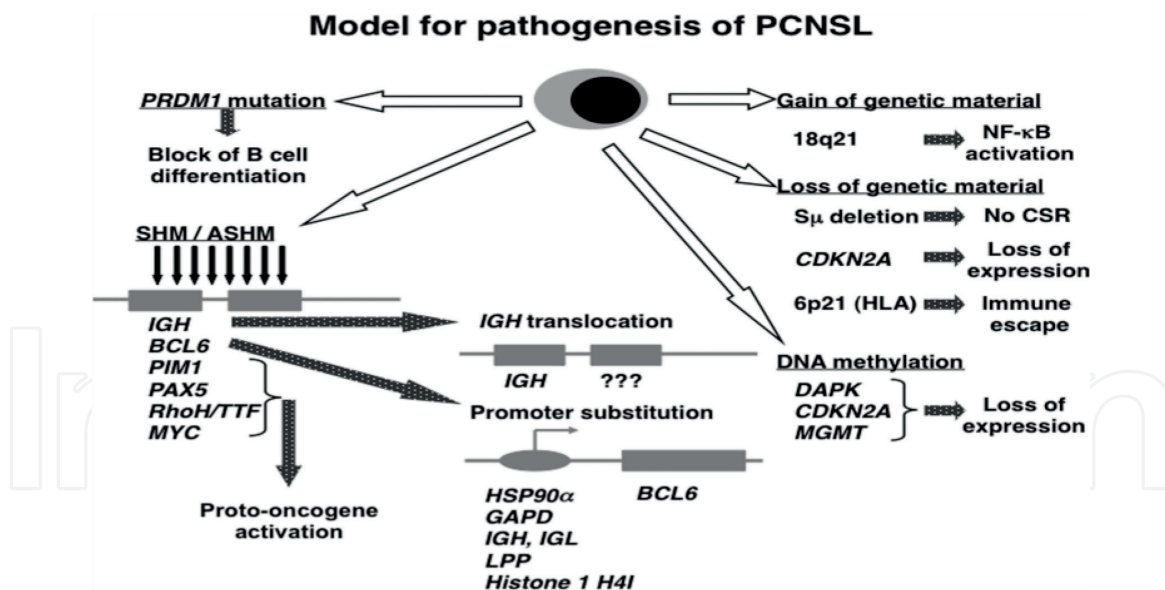 Model for pathogenesis of PCNSL
PRDM1 mutation
Block of B cell
differentiation
SHM / ASHM
IGH
BCL6
PIM1
PAX5
RhoH/TTF
MYC
Proto-oncogene
activation
IGH translocation
IGH ???
Promoter substitution
HSP90α BCL6
GAPD
IGH, IGL
LPP
Histone 1 H4I
Gain of genetic material
18q21 NF-κB
activation
Loss of genetic material
Sμ deletion No CSR
CDKN2A Loss of
expression
6p21 (HLA) Immune
escape
DNA methylation
DAPK
CDKN2A Loss of
MGMT expression